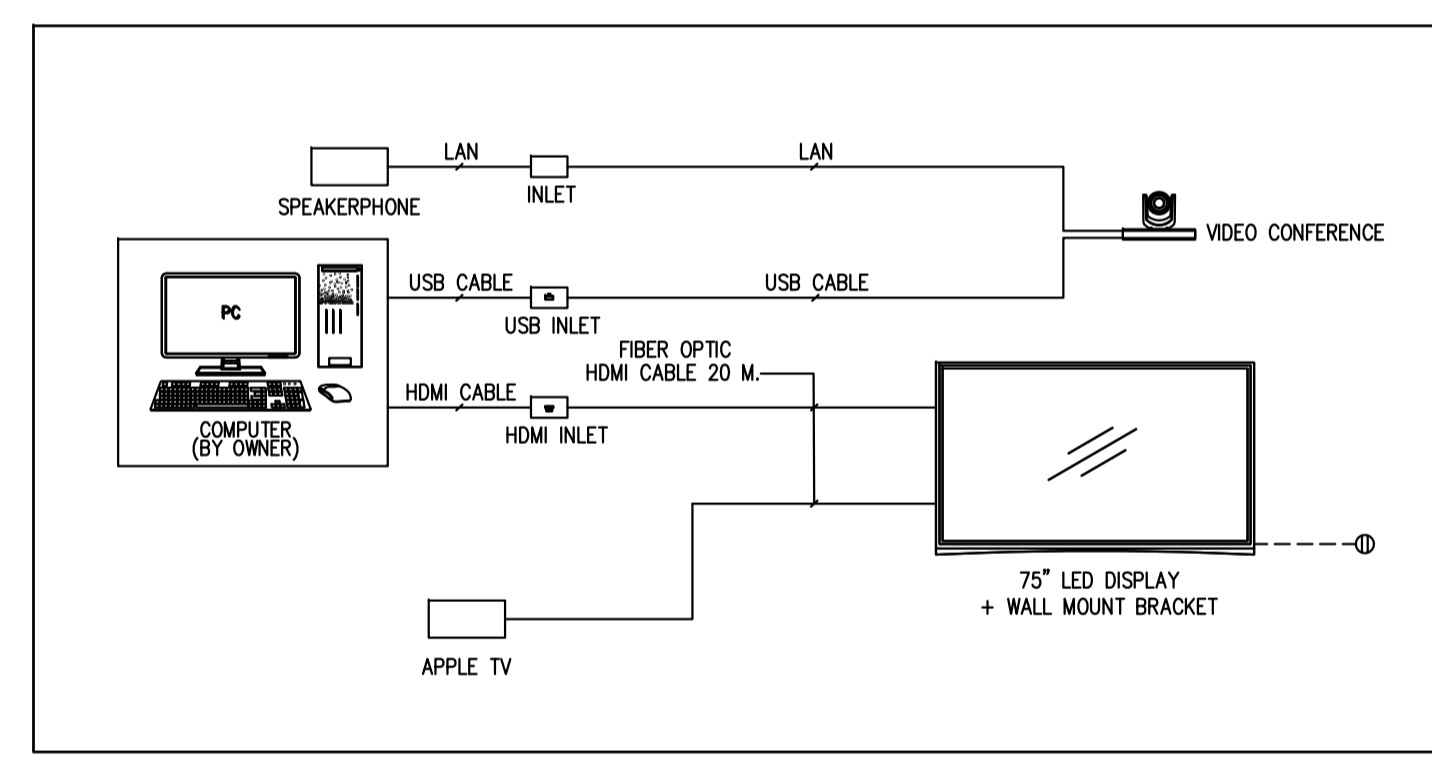 LAN
LAN
SPEAKERPHONE
INLET
VIDEO CONFERENCE
PC
USB CABLE
USB CABLE
USB INLET
FIBER OPTIC
HDMI CABLE 20 M.
HDMI CABLE
HDMI INLET
COMPUTER
(BY OWNER)
75" LED DISPLAY
+ WALL MOUNT BRACKET
APPLE TV